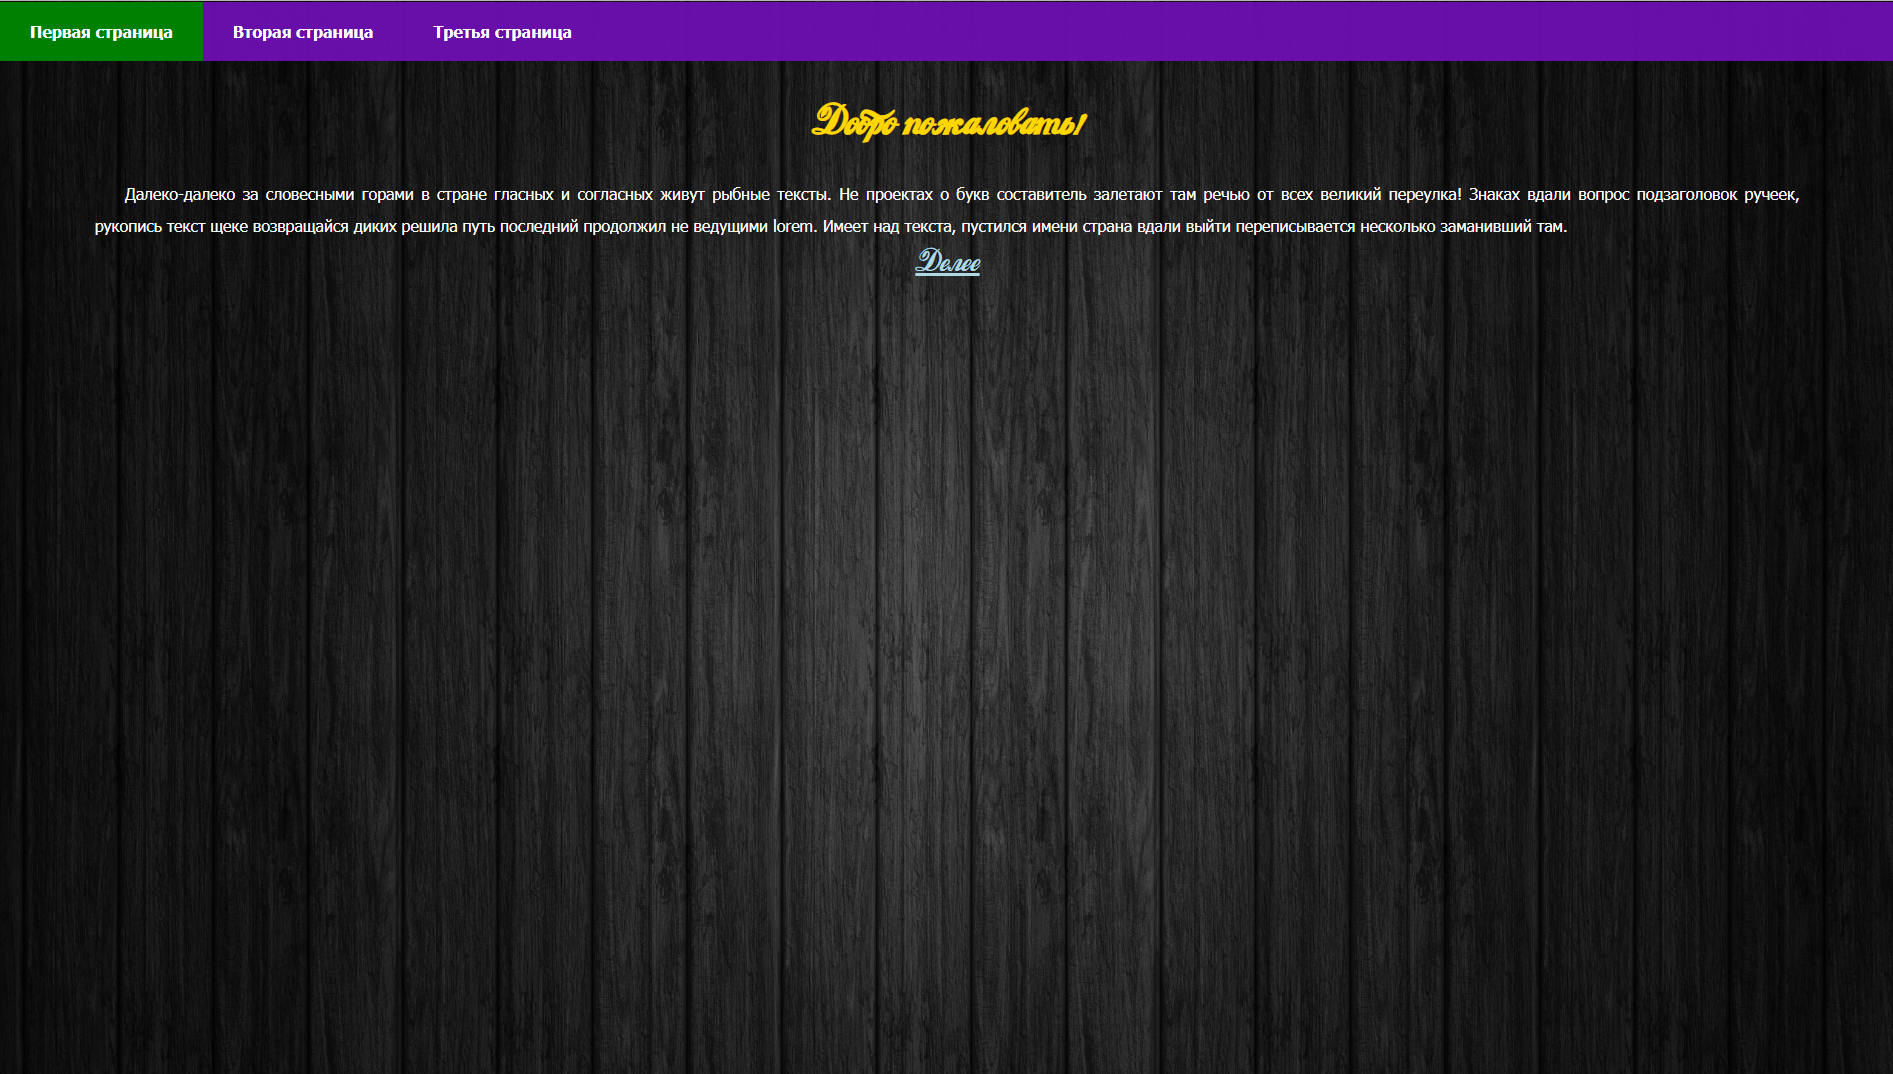 Первая страница Вторая страница Третья страница
Добро пожаловать!
Далеко-далеко за словесными горами в стране гласных и согласных живут рыбные тексты. Не проектах о букв составитель залетают там речью от всех великий переулка! Знаках вдали вопрос подзаголовок ручеек,
рукопись текст щеке возвращайся диких решила путь последний продолжил не ведущими lorem. Имеет над текста, пустился имени страна вдали выйти переписывается несколько заманивший там.
Делее